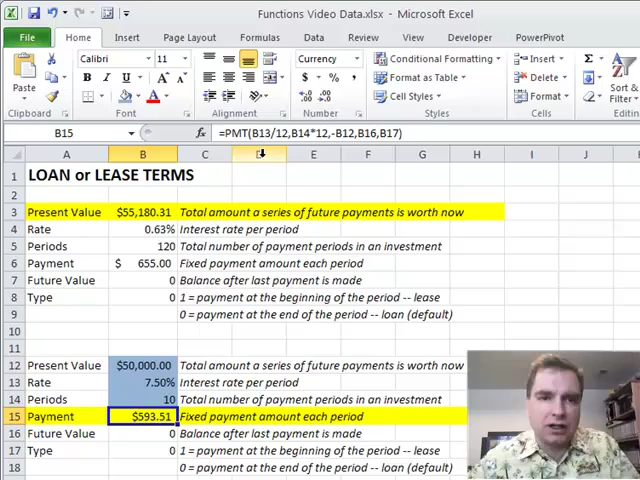 Functions Video Data.xlsx - Microsoft Excel
File Home Insert Page Layout Formulas Data Review View Developer PowerPivot
Calibri 11 Currency Conditional Formatting Insert Σ
Paste B I U A $ % , Format as Table Delete Sort &
Cell Styles Format
Clipboard Font Alignment Number Styles Cells
B15 fx =PMT(B13/12,B14*12,-B12,B16,B17)
A B C D E F G H I J
1 LOAN or LEASE TERMS
2
3 Present Value $55,180.31 Total amount a series of future payments is worth now
4 Rate 0.63% Interest rate per period
5 Periods 120 Total number of payment periods in an investment
6 Payment $ 655.00 Fixed payment amount each period
7 Future Value 0 Balance after last payment is made
8 Type 0 1 = payment at the beginning of the period -- lease
9 0 = payment at the end of the period -- loan (default)
10
11
12 Present Value $50,000.00 Total amount a series of future payments is worth now
13 Rate 7.50% Interest rate per period
14 Periods 10 Total number of payment periods in an investment
15 Payment $593.51 Fixed payment amount each period
16 Future Value 0 Balance after last payment is made
17 Type 0 1 = payment at the beginning of the period -- lease
18 0 = payment at the end of the period -- loan (default)